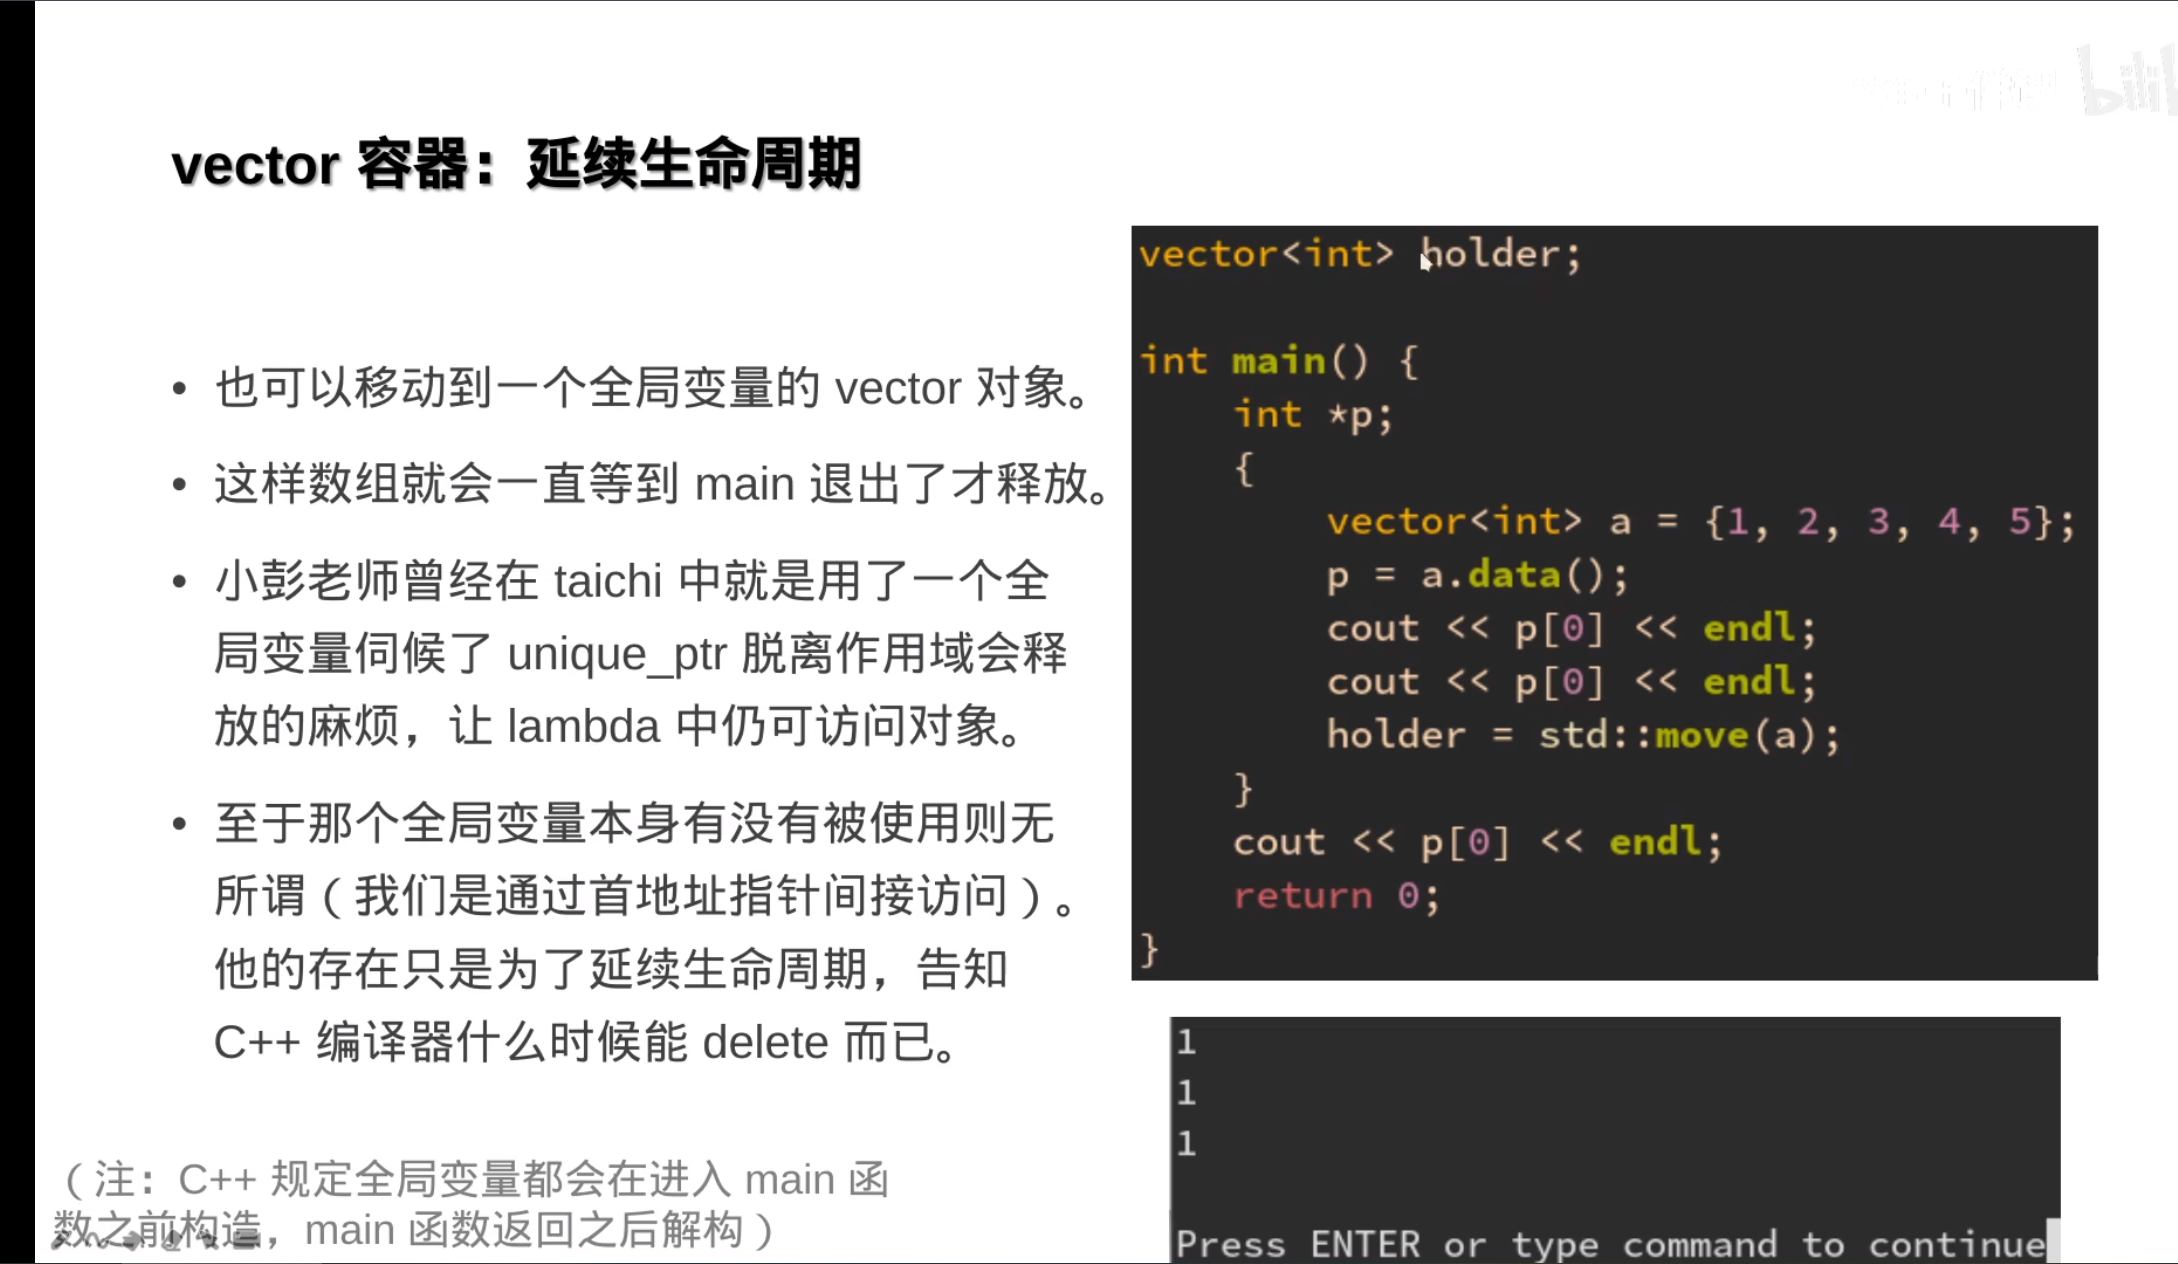 vector 容器：延续生命周期
• 也可以移动到一个全局变量的 vector 对象。
• 这样数组就会一直等到 main 退出了才释放。
• 小彭老师曾经在 taichi 中就是用了一个全
局变量伺候了 unique_ptr 脱离作用域会释
放的麻烦，让 lambda 中仍可访问对象。
• 至于那个全局变量本身有没有被使用则无
所谓（我们是通过首地址指针间接访问）。
他的存在只是为了延续生命周期，告知
C++ 编译器什么时候能 delete 而已。
（注：C++ 规定全局变量都会在进入 main 函
数之前构造，main 函数返回之后解构）
vector<int> holder;
int main() {
    int *p;
    {
        vector<int> a = {1, 2, 3, 4, 5};
        p = a.data();
        cout << p[0] << endl;
        cout << p[0] << endl;
        holder = std::move(a);
    }
    cout << p[0] << endl;
    return 0;
}
1
1
1
Press ENTER or type command to continue